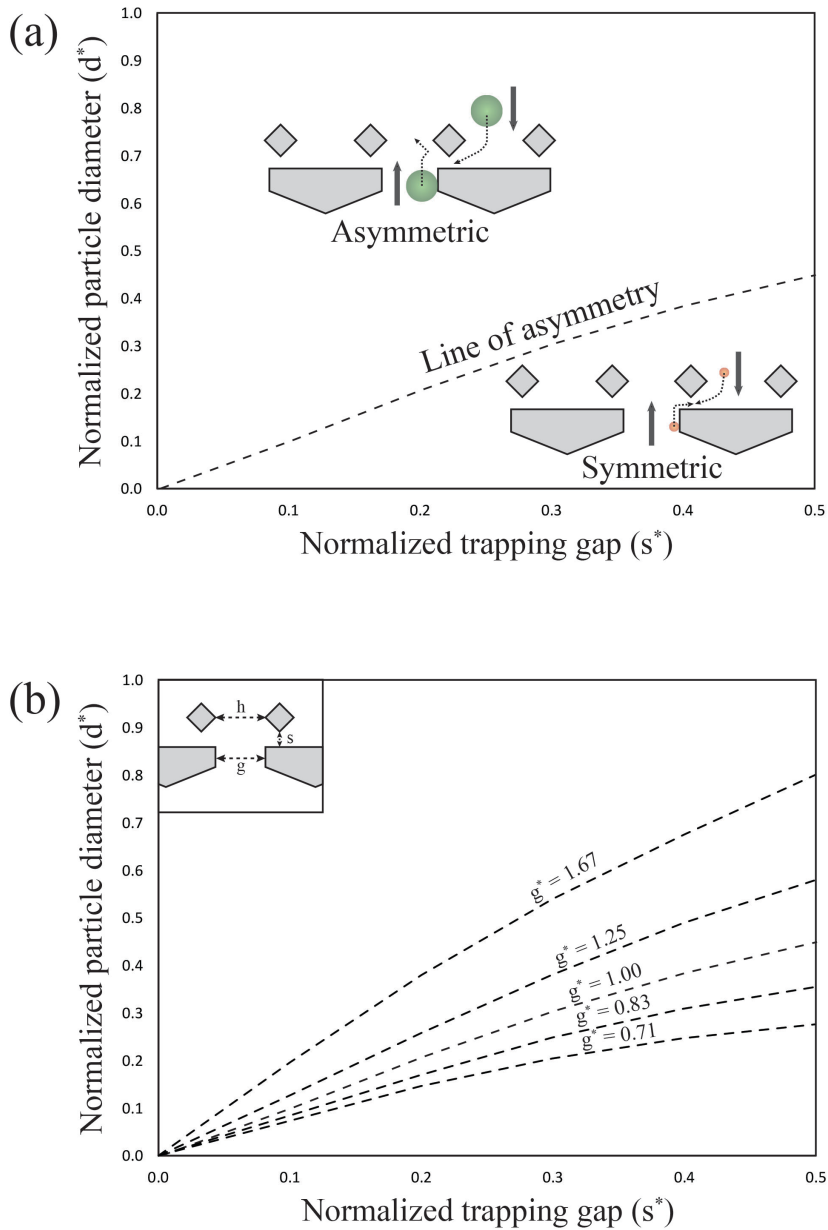 (a)
Normalized particle diameter (d*)
1.0
0.9
0.8
0.7
0.6
0.5
0.4
0.3
0.2
0.1
0.0
Asymmetric
Line of asymmetry
Symmetric
0.0 0.1 0.2 0.3 0.4 0.5
Normalized trapping gap (s*)
(b)
Normalized particle diameter (d*)
1.0
0.9
0.8
0.7
0.6
0.5
0.4
0.3
0.2
0.1
0.0
h
s
g
g* = 1.67
g* = 1.25
g* = 1.00
g* = 0.83
g* = 0.71
0.0 0.1 0.2 0.3 0.4 0.5
Normalized trapping gap (s*)